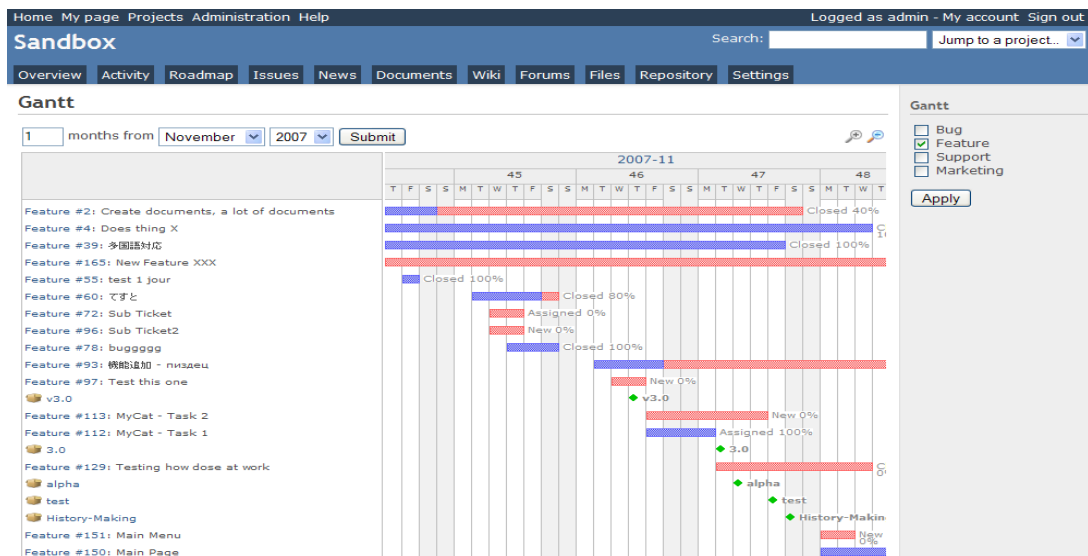 Home My page Projects Administration Help
Logged as admin - My account Sign out
Sandbox
Search:
Jump to a project...
Overview Activity Roadmap Issues News Documents Wiki Forums Files Repository Settings
Gantt
1 months from November 2007 Submit
2007-11
45 46 47 48
T F S S M T W T F S S M T W T F S S M T W T F S S M T W T
Feature #2: Create documents, a lot of documents Closed 40%
Feature #4: Does thing X
Feature #39: 多国語対応 Closed 100%
Feature #165: New Feature XXX
Feature #55: test 1 jour Closed 100%
Feature #60: てすと Closed 80%
Feature #72: Sub Ticket Assigned 0%
Feature #96: Sub Ticket2 New 0%
Feature #78: buggggg Closed 100%
Feature #93: 機能追加 - пиздец
Feature #97: Test this one New 0%
v3.0 v3.0
Feature #113: MyCat - Task 2 New 0%
Feature #112: MyCat - Task 1 Assigned 100%
3.0 3.0
Feature #129: Testing how dose at work
alpha alpha
test test
History-Making History-Makin
Feature #151: Main Menu New 0%
Feature #150: Main Page
Gantt
Bug
Feature
Support
Marketing
Apply